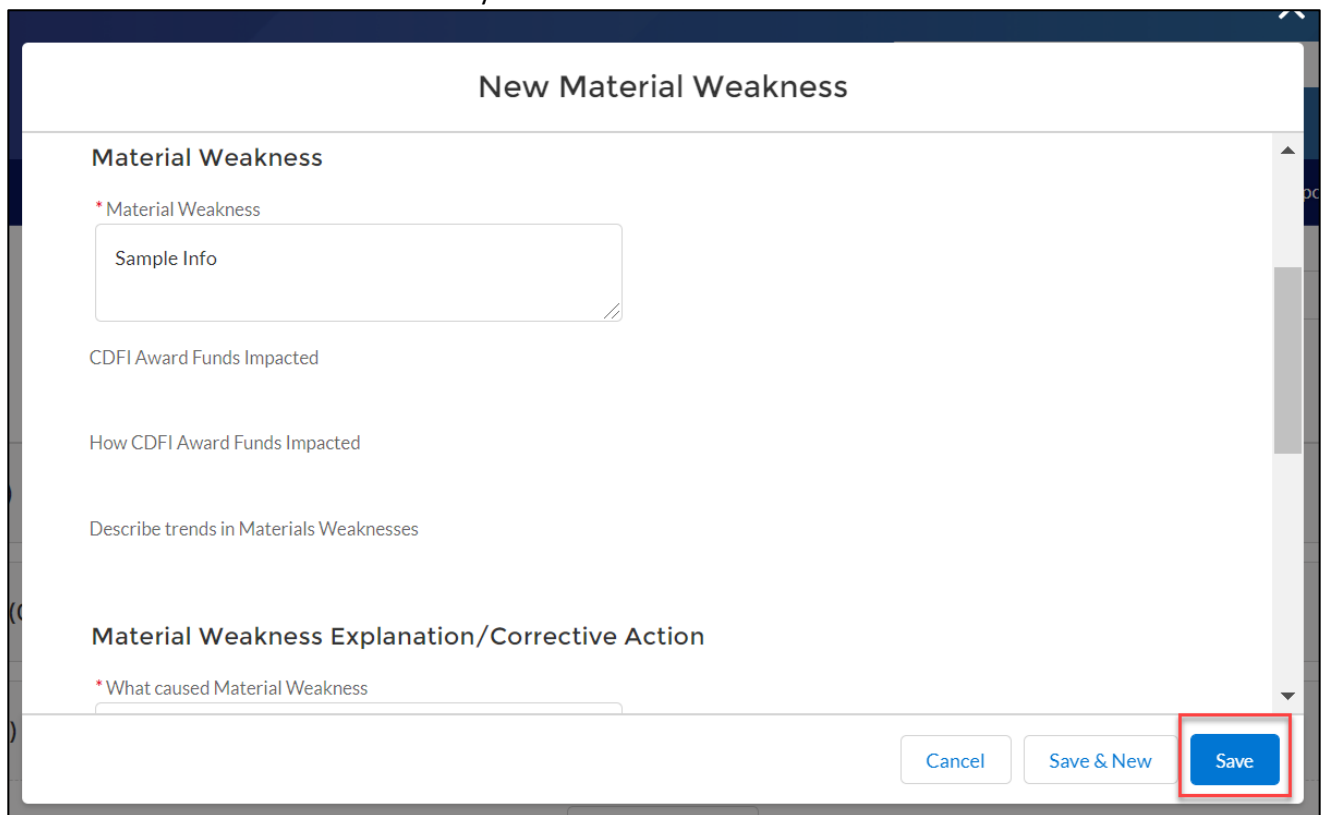 New Material Weakness
Material Weakness
*Material Weakness
Sample Info
CDFI Award Funds Impacted
How CDFI Award Funds Impacted
Describe trends in Materials Weaknesses
Material Weakness Explanation/Corrective Action
*What caused Material Weakness
Cancel Save & New Save